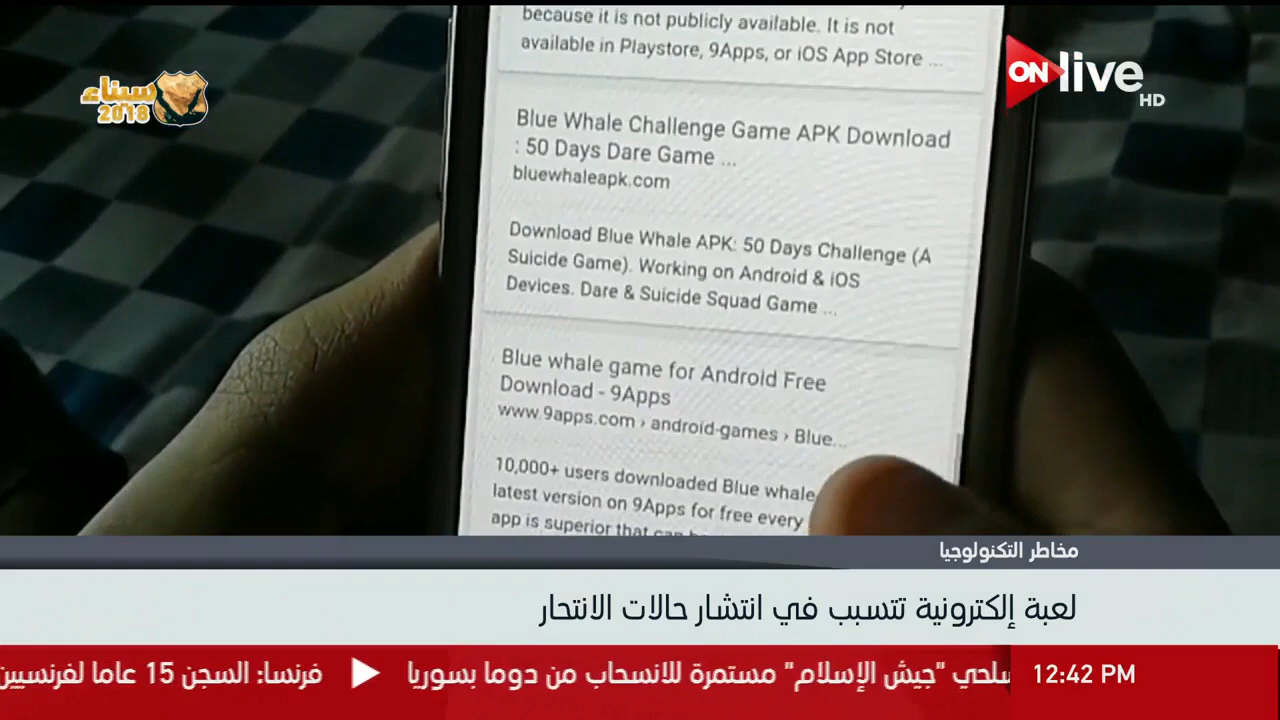 because it is not publicly available. It is not
available in Playstore, 9Apps, or iOS App Store ...
ON live
HD
سيناء
2018
Blue Whale Challenge Game APK Download
: 50 Days Dare Game ...
bluewhaleapk.com
Download Blue Whale APK: 50 Days Challenge (A
Suicide Game). Working on Android & iOS
Devices. Dare & Suicide Squad Game ...
Blue whale game for Android Free
Download - 9Apps
www.9apps.com › android-games › Blue...
10,000+ users downloaded Blue whale
latest version on 9Apps for free every
app is superior that can
مخاطر التكنولوجيا
لعبة إلكترونية تتسبب في انتشار حالات الانتحار
سلحي "جيش الإسلام" مستمرة للانسحاب من دوما بسوريا ◀ فرنسا: السجن 15 عاما لفرنسيين
12:42 PM